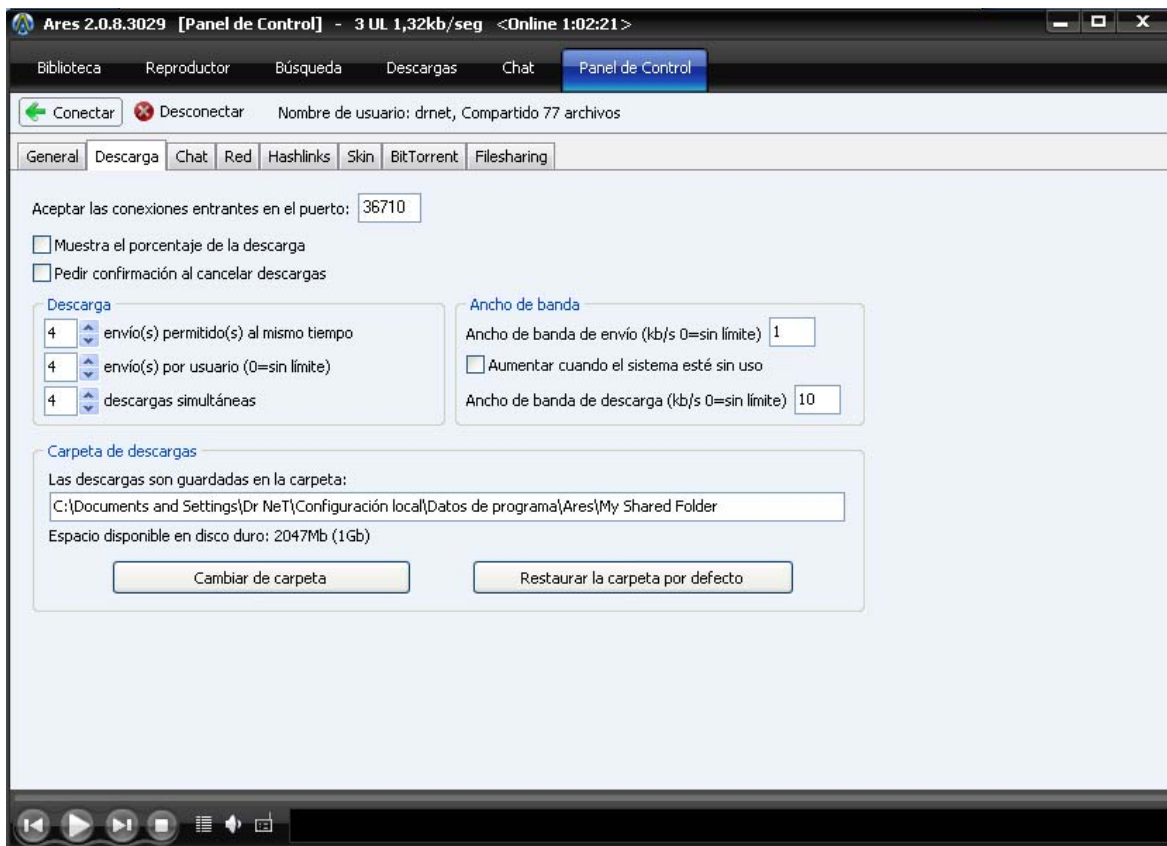 Ares 2.0.8.3029 [Panel de Control] - 3 UL 1,32kb/seg <Online 1:02:21>
Biblioteca Reproductor Búsqueda Descargas Chat Panel de Control
Conectar Desconectar Nombre de usuario: drnet, Compartido 77 archivos
General Descarga Chat Red Hashlinks Skin BitTorrent Filesharing
Aceptar las conexiones entrantes en el puerto: 36710
Muestra el porcentaje de la descarga
Pedir confirmación al cancelar descargas
Descarga
4 envío(s) permitido(s) al mismo tiempo
4 envío(s) por usuario (0=sin límite)
4 descargas simultáneas
Ancho de banda
Ancho de banda de envío (kb/s 0=sin límite) 1
Aumentar cuando el sistema esté sin uso
Ancho de banda de descarga (kb/s 0=sin límite) 10
Carpeta de descargas
Las descargas son guardadas en la carpeta:
C:\Documents and Settings\Dr NeT\Configuración local\Datos de programa\Ares\My Shared Folder
Espacio disponible en disco duro: 2047Mb (1Gb)
Cambiar de carpeta Restaurar la carpeta por defecto